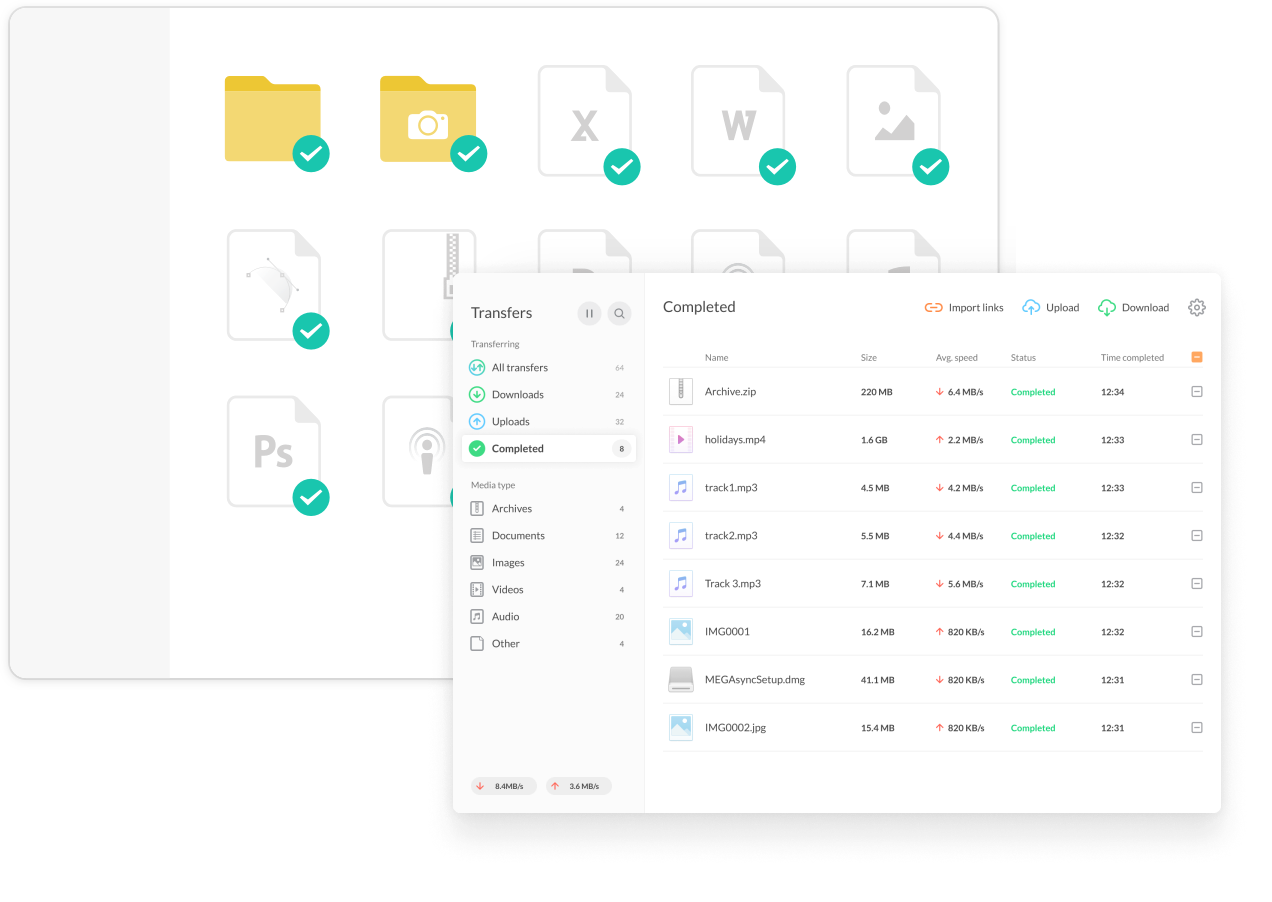 X
W
Ps
Transfers
Transferring
All transfers 64
Downloads 24
Uploads 32
Completed 8
Media type
Archives 4
Documents 12
Images 24
Videos 4
Audio 20
Other 4
8.4MB/s 3.6 MB/s
Completed Import links Upload Download
Name Size Avg. speed Status Time completed
Archive.zip 220 MB 6.4 MB/s Completed 12:34
holidays.mp4 1.6 GB 2.2 MB/s Completed 12:33
track1.mp3 4.5 MB 4.2 MB/s Completed 12:33
track2.mp3 5.5 MB 4.4 MB/s Completed 12:32
Track 3.mp3 7.1 MB 5.6 MB/s Completed 12:32
IMG0001 16.2 MB 820 KB/s Completed 12:32
MEGAsyncSetup.dmg 41.1 MB 820 KB/s Completed 12:31
IMG0002.jpg 15.4 MB 820 KB/s Completed 12:31